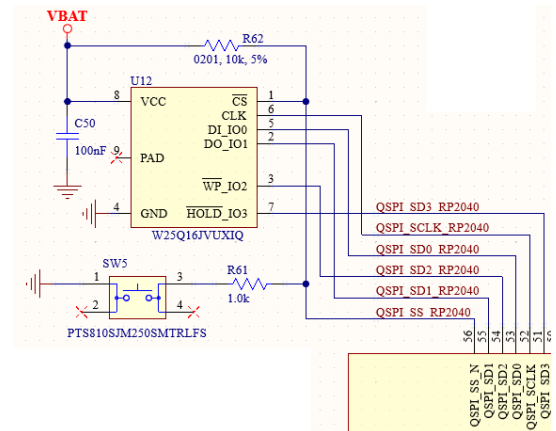 VBAT
R62
0201, 10k, 5%
U12
8 VCC CS 1
CLK 6
DI_IO0 5
DO_IO1 2
C50
100nF
9 PAD
WP_IO2 3
4 GND HOLD_IO3 7
W25Q16JVUXIQ
QSPI_SD3_RP2040
QSPI_SCLK_RP2040
QSPI_SD0_RP2040
QSPI_SD2_RP2040
QSPI_SD1_RP2040
QSPI_SS_RP2040
SW5
1 3
2 4
R61
1.0k
PTS810SJM250SMTRLFS
56 55 54 53 52 51
QSPI_SS_N
QSPI_SD1
QSPI_SD2
QSPI_SD0
QSPI_SCLK
QSPI_SD3